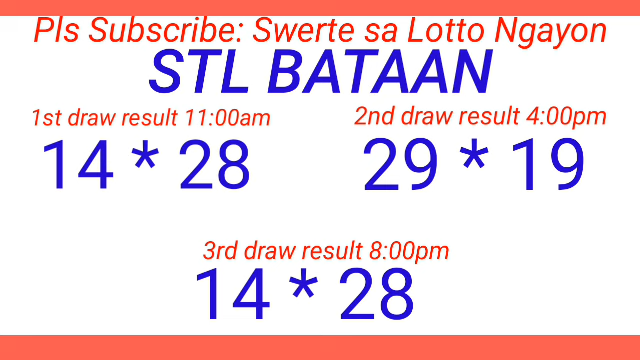 Pls Subscribe: Swerte sa Lotto Ngayon
STL BATAAN
1st draw result 11:00am
14 * 28
2nd draw result 4:00pm
29 * 19
3rd draw result 8:00pm
14 * 28